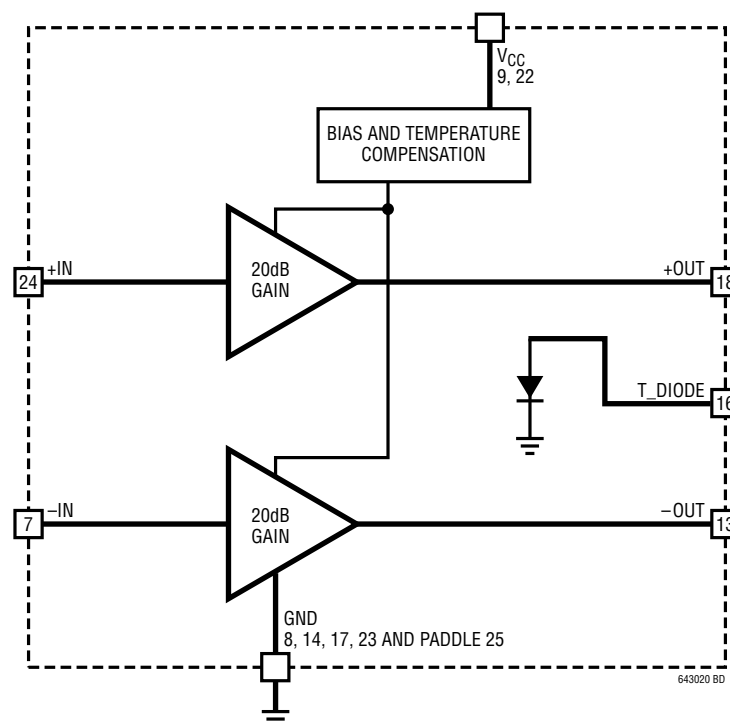 VCC
9, 22
BIAS AND TEMPERATURE
COMPENSATION
24
+IN
20dB
GAIN
+OUT
18
T_DIODE
16
7
–IN
20dB
GAIN
–OUT
13
GND
8, 14, 17, 23 AND PADDLE 25
643020 BD